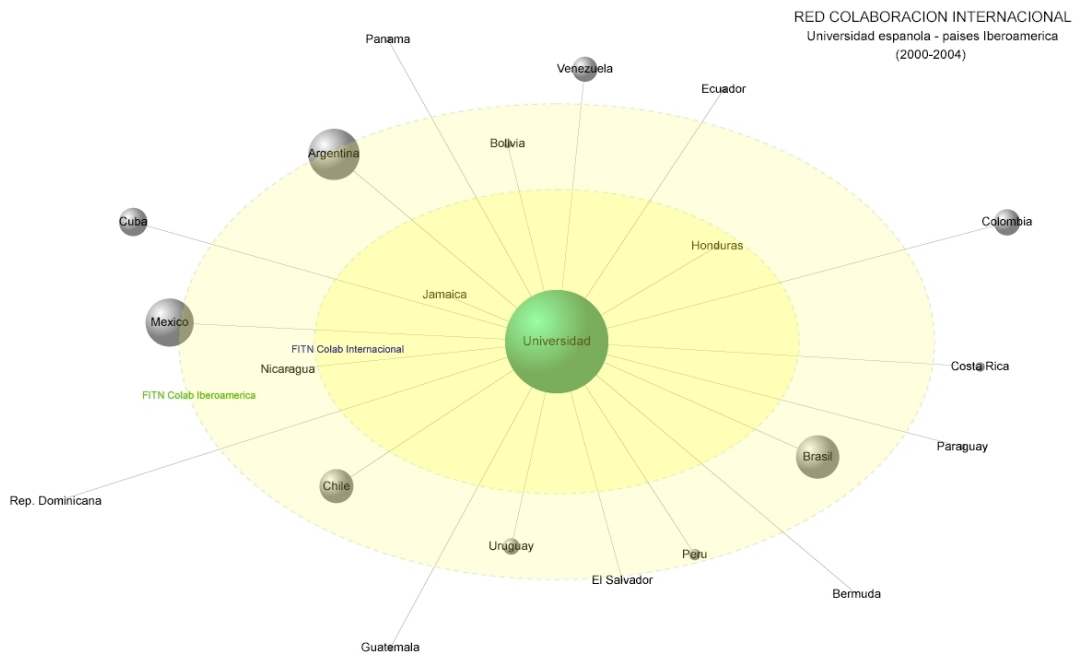 RED COLABORACION INTERNACIONAL
Universidad espanola - paises Iberoamerica
(2000-2004)
Panama
Venezuela
Ecuador
Bolivia
Argentina
Cuba
Colombia
Honduras
Jamaica
Mexico
Universidad
FITN Colab Internacional
Nicaragua
Costa Rica
FITN Colab Iberoamerica
Paraguay
Brasil
Chile
Rep. Dominicana
Uruguay
Peru
El Salvador
Bermuda
Guatemala